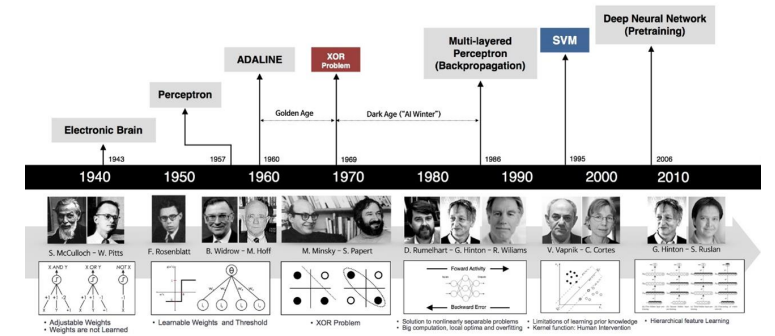 Deep Neural Network
(Pretraining)
Multi-layered
Perceptron
(Backpropagation)
SVM
ADALINE
XOR
Problem
Perceptron
Golden Age
Dark Age ("AI Winter")
Electronic Brain
1943
1957
1960
1969
1986
1995
2006
1940
1950
1960
1970
1980
1990
2000
2010
S. McCulloch – W. Pitts
F. Rosenblatt
B. Widrow – M. Hoff
M. Minsky – S. Papert
D. Rumelhart – G. Hinton – R. Wiliams
V. Vapnik – C. Cortes
G. Hinton – S. Ruslan
X AND Y
X OR Y
NOT X
Foward Activity
Backward Error
• Adjustable Weights
• Weights are not Learned
• Learnable Weights and Threshold
• XOR Problem
• Solution to nonlinearly separable problems
• Big computation, local optima and overfitting
• Limitations of learning prior knowledge
• Kernel function: Human Intervention
• Hierarchical feature Learning